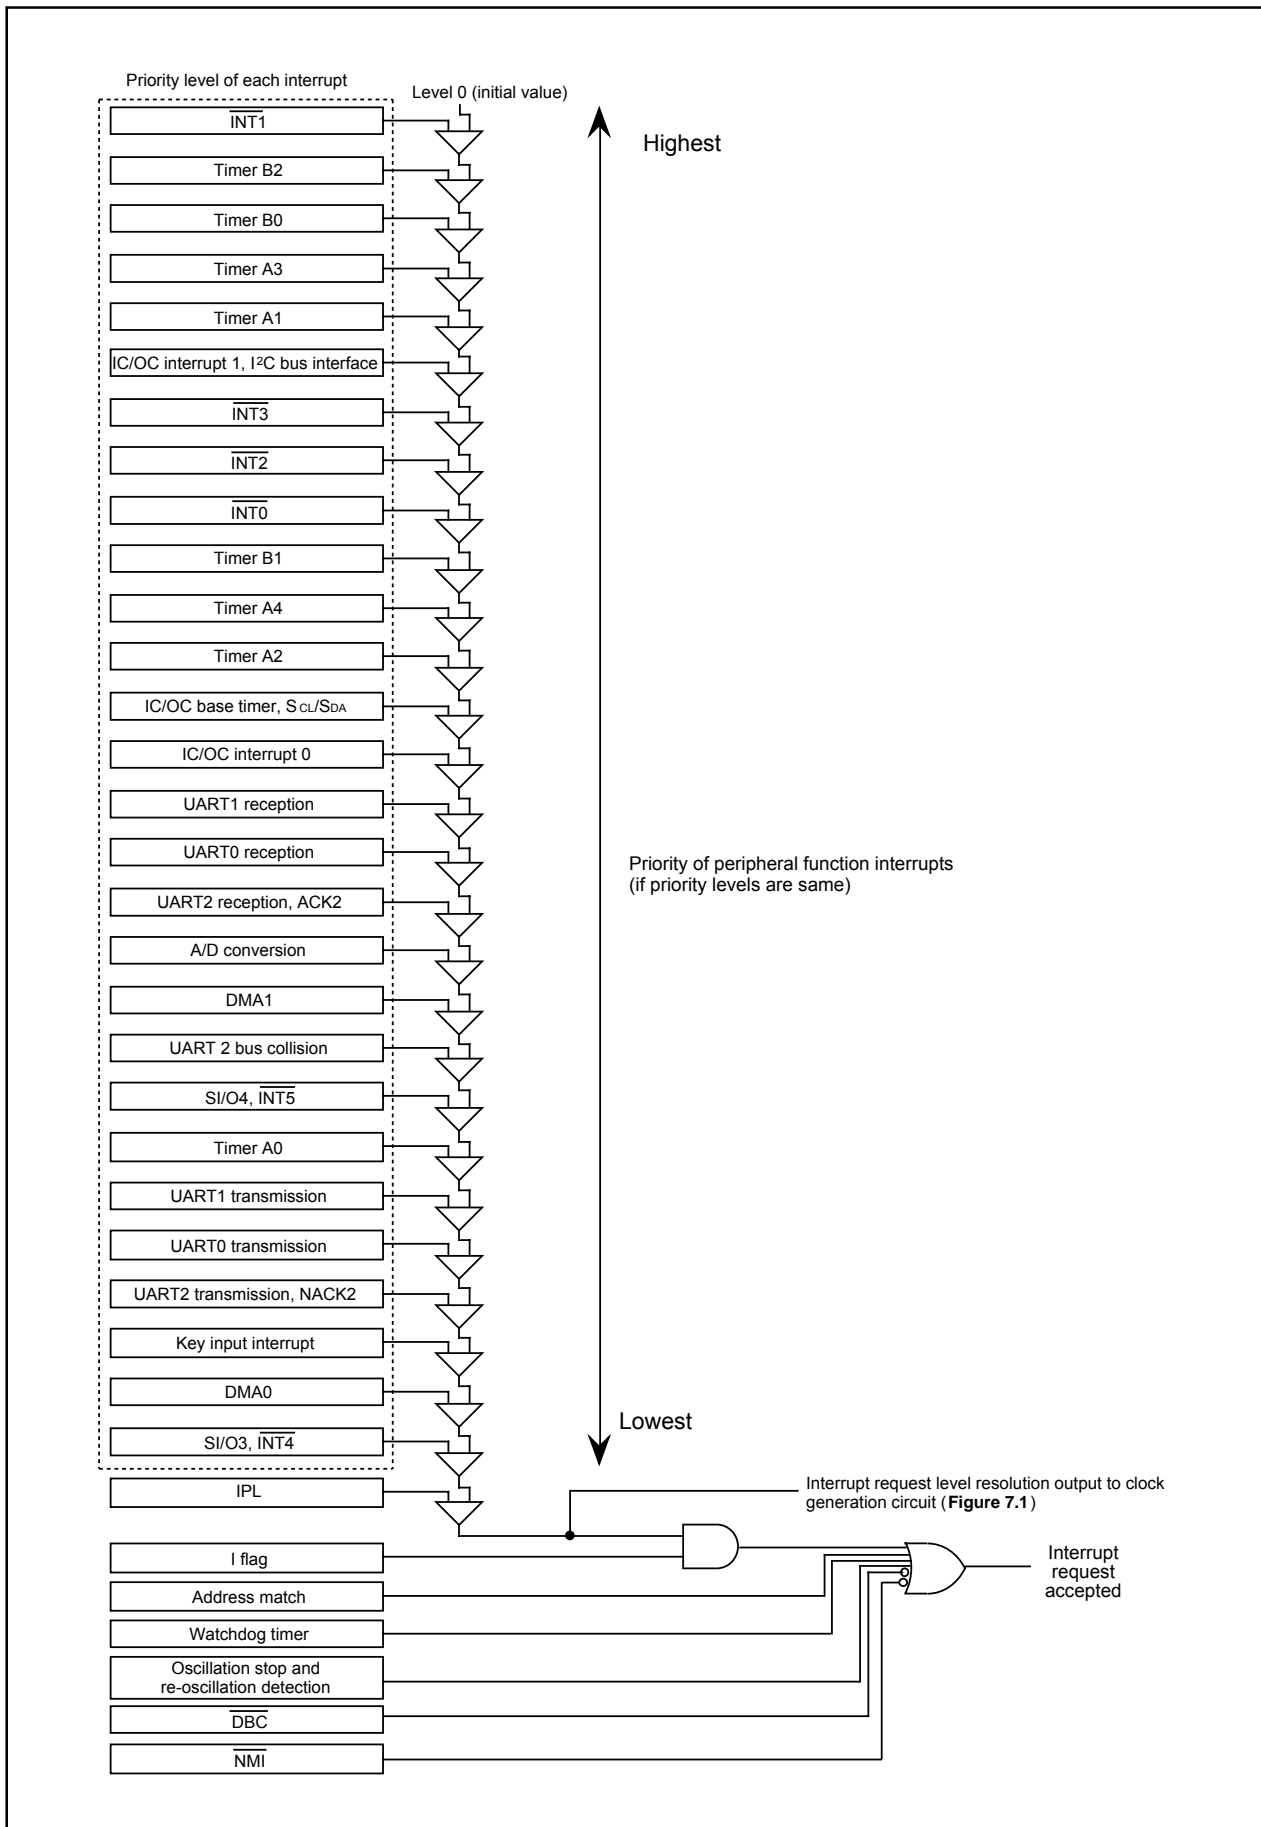 Priority level of each interrupt
Level 0 (initial value)
INT1
Highest
Timer B2
Timer B0
Timer A3
Timer A1
IC/OC interrupt 1, I²C bus interface
INT3
INT2
INT0
Timer B1
Timer A4
Timer A2
IC/OC base timer, SCL/SDA
IC/OC interrupt 0
UART1 reception
UART0 reception
Priority of peripheral function interrupts
(if priority levels are same)
UART2 reception, ACK2
A/D conversion
DMA1
UART 2 bus collision
SI/O4, INT5
Timer A0
UART1 transmission
UART0 transmission
UART2 transmission, NACK2
Key input interrupt
DMA0
Lowest
SI/O3, INT4
IPL
Interrupt request level resolution output to clock
generation circuit (Figure 7.1)
I flag
Interrupt
request
accepted
Address match
Watchdog timer
Oscillation stop and
re-oscillation detection
DBC
NMI